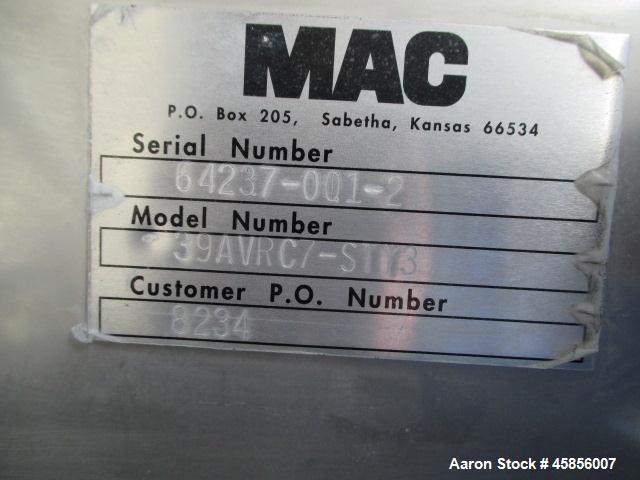 MAC
P.O. Box 205, Sabetha, Kansas 66534
Serial Number
64237-001-2
Model Number
39AVRC7-STY3
Customer P.O. Number
8234
Aaron Stock # 45856007